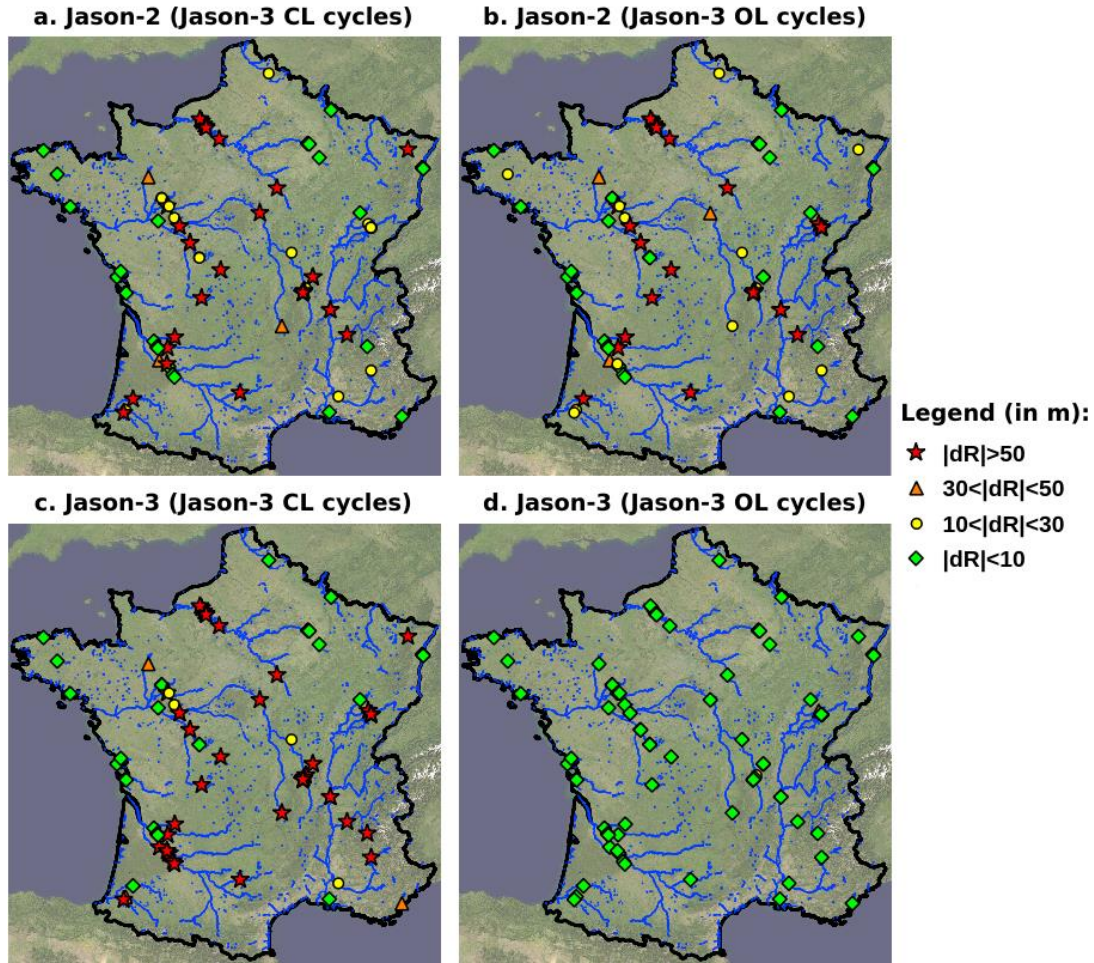 a. Jason-2 (Jason-3 CL cycles)
b. Jason-2 (Jason-3 OL cycles)
c. Jason-3 (Jason-3 CL cycles)
d. Jason-3 (Jason-3 OL cycles)
Legend (in m):
|dR|>50
30<|dR|<50
10<|dR|<30
|dR|<10